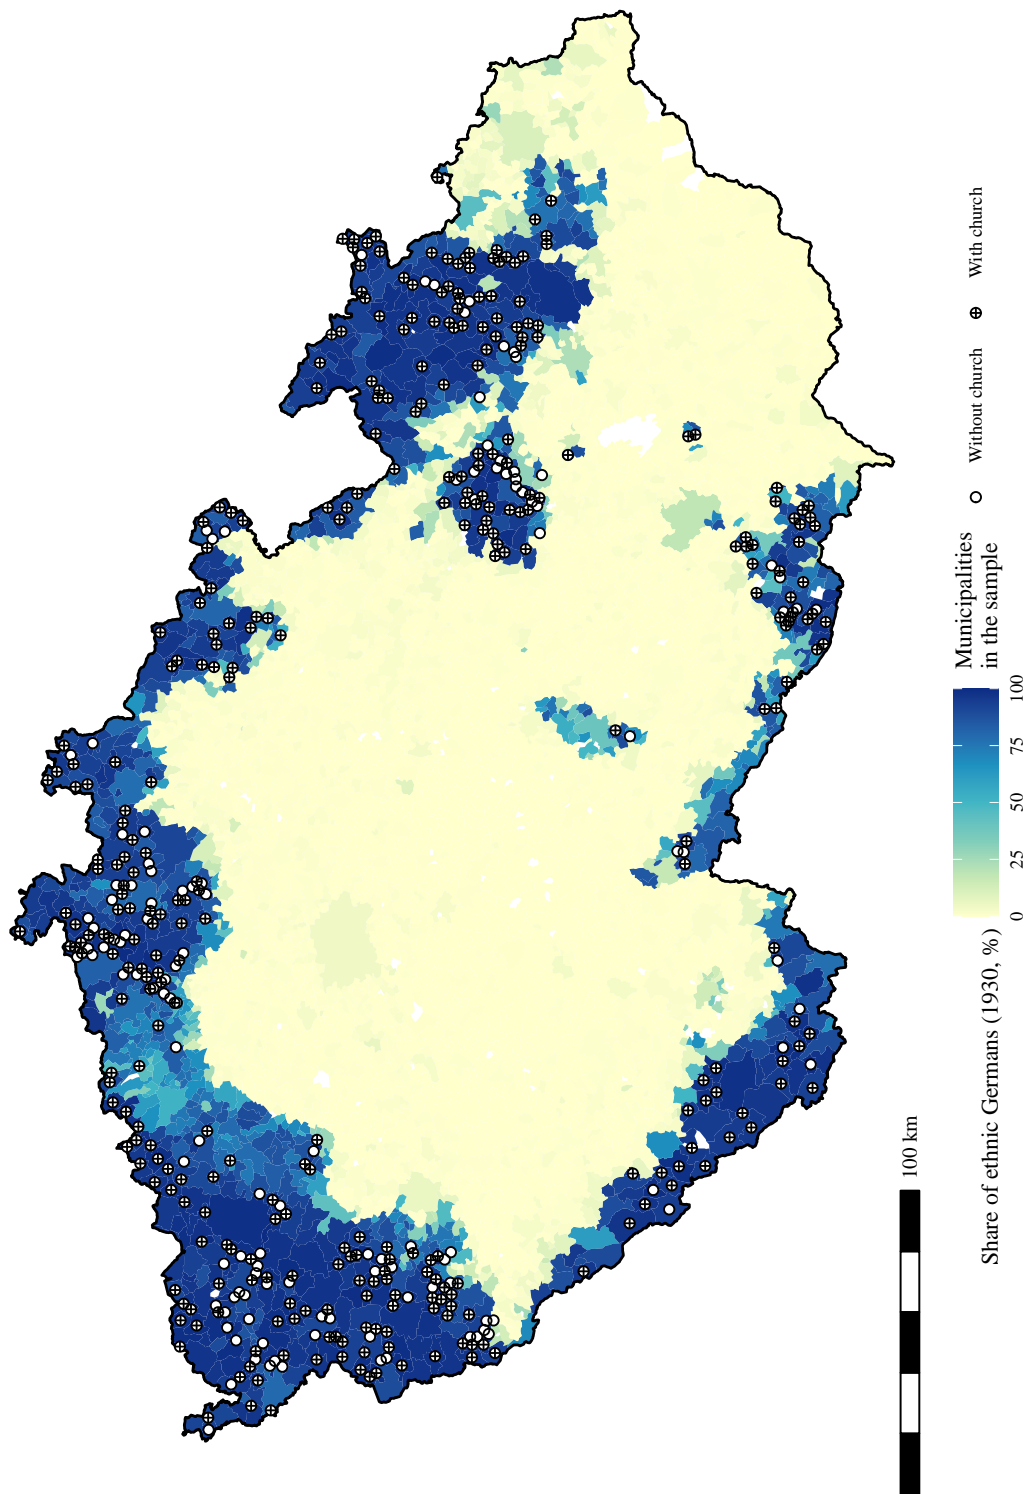 100 km
Share of ethnic Germans (1930, %)
0
25
50
75
100
Municipalities
in the sample
Without church
With church